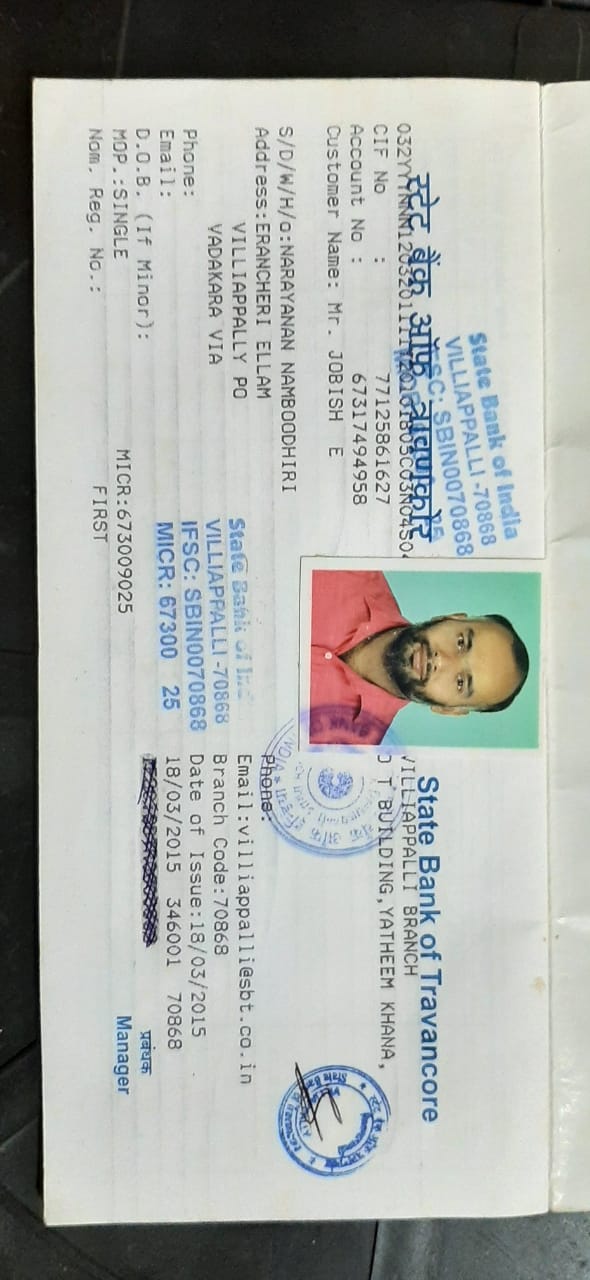 स्टेट बैंक ऑफ त्रावणकोर
State Bank of Travancore
State Bank of India
VILLIAPPALLI -70868
IFSC: SBIN0070868
CIF No : 77125861627
Account No : 67317494958
Customer Name: Mr. JOBISH E
S/D/W/H/o:NARAYANAN NAMBOODHIRI
Address:ERANCHERI ELLAM
VILLIAPPALLY PO
VADAKARA VIA
Phone:
Email:
D.O.B. (If Minor):
MOP.:SINGLE
Nom. Reg. No.:
MICR:673009025
FIRST
State Bank of
VILLIAPPALLI -70868
IFSC: SBIN0070868
MICR: 67300 25
VILLIAPPALLI BRANCH
BUILDING,YATHEEM KHANA,
Phone:
Email:villiappalli@sbt.co.in
Branch Code:70868
Date of Issue:18/03/2015
18/03/2015 346001 70868
प्रबंधक
Manager